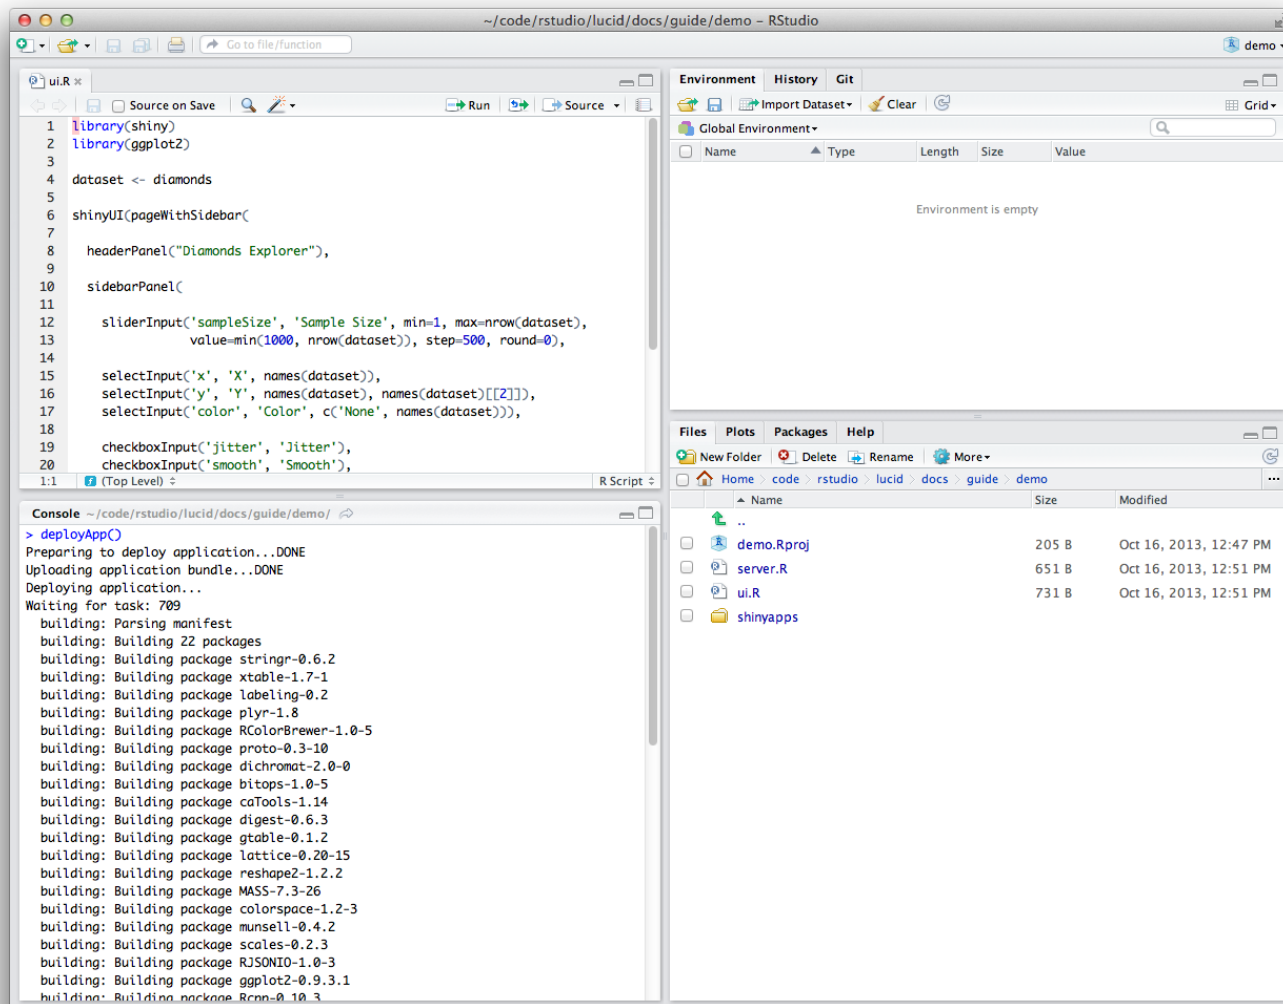 ~/code/rstudio/lucid/docs/guide/demo – RStudio
Go to file/function
demo
ui.R
Source on Save
Run
Source
1 library(shiny)
2 library(ggplot2)
3
4 dataset <- diamonds
5
6 shinyUI(pageWithSidebar(
7
8 headerPanel("Diamonds Explorer"),
9
10 sidebarPanel(
11
12 sliderInput('sampleSize', 'Sample Size', min=1, max=nrow(dataset),
13 value=min(1000, nrow(dataset)), step=500, round=0),
14
15 selectInput('x', 'X', names(dataset)),
16 selectInput('y', 'Y', names(dataset), names(dataset)[[2]]),
17 selectInput('color', 'Color', c('None', names(dataset))),
18
19 checkboxInput('jitter', 'Jitter'),
20 checkboxInput('smooth', 'Smooth'),
1:1 (Top Level) R Script
Console ~/code/rstudio/lucid/docs/guide/demo/
> deployApp()
Preparing to deploy application...DONE
Uploading application bundle...DONE
Deploying application...
Waiting for task: 709
building: Parsing manifest
building: Building 22 packages
building: Building package stringr-0.6.2
building: Building package xtable-1.7-1
building: Building package labeling-0.2
building: Building package plyr-1.8
building: Building package RColorBrewer-1.0-5
building: Building package proto-0.3-10
building: Building package dichromat-2.0-0
building: Building package bitops-1.0-5
building: Building package caTools-1.14
building: Building package digest-0.6.3
building: Building package gtable-0.1.2
building: Building package lattice-0.20-15
building: Building package reshape2-1.2.2
building: Building package MASS-7.3-26
building: Building package colorspace-1.2-3
building: Building package munsell-0.4.2
building: Building package scales-0.2.3
building: Building package RJSONIO-1.0-3
building: Building package ggplot2-0.9.3.1
building: Building package Rcpp-0.10.3
Environment History Git
Import Dataset Clear Grid
Global Environment
Name Type Length Size Value
Environment is empty
Files Plots Packages Help
New Folder Delete Rename More
Home code rstudio lucid docs guide demo ...
Name Size Modified
..
demo.Rproj 205 B Oct 16, 2013, 12:47 PM
server.R 651 B Oct 16, 2013, 12:51 PM
ui.R 731 B Oct 16, 2013, 12:51 PM
shinyapps